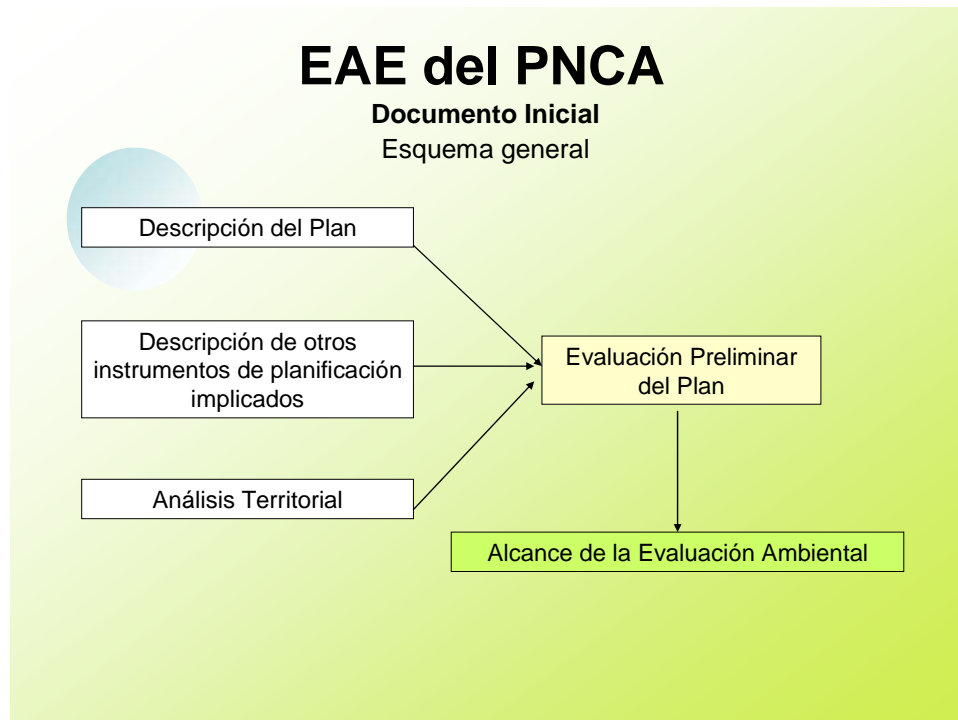 EAE del PNCA
Documento Inicial
Esquema general
Descripción del Plan
Descripción de otros
instrumentos de planificación
implicados
Análisis Territorial
Evaluación Preliminar
del Plan
Alcance de la Evaluación Ambiental